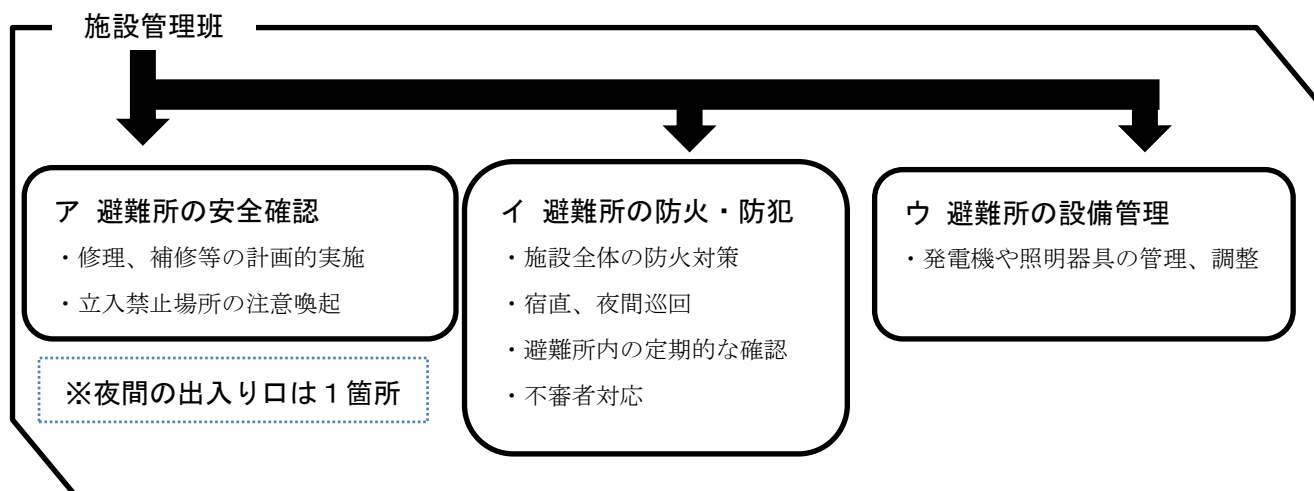 施設管理班
ア 避難所の安全確認
・修理、補修等の計画的実施
・立入禁止場所の注意喚起
※夜間の出入り口は１箇所
イ 避難所の防火・防犯
・施設全体の防火対策
・宿直、夜間巡回
・避難所内の定期的な確認
・不審者対応
ウ 避難所の設備管理
・発電機や照明器具の管理、調整